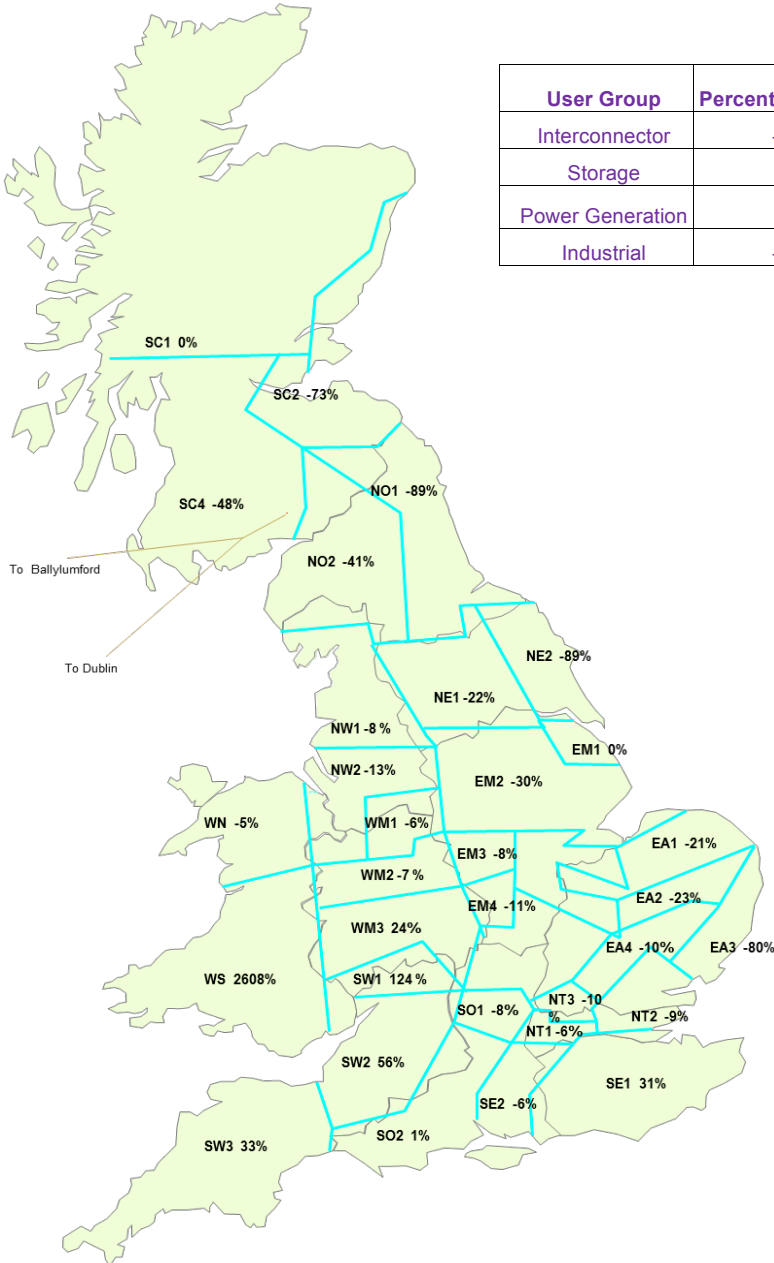 User Group Percent
Interconnector
Storage
Power Generation
Industrial
SC1 0%
SC2 -73%
SC4 -48%
NO1 -89%
To Ballylumford
NO2 -41%
To Dublin
NE2 -89%
NE1 -22%
NW1 -8 %
EM1 0%
NW2 -13%
EM2 -30%
WN -5%
WM1 -6%
EM3 -8%
EA1 -21%
WM2 -7 %
EA2 -23%
EM4 -11%
WM3 24%
EA4 -10%
EA3 -80%
WS 2608%
SW1 124 %
NT3 -10
%
SO1 -8%
NT2 -9%
NT1 -6%
SW2 56%
SE1 31%
SE2 -6%
SO2 1%
SW3 33%